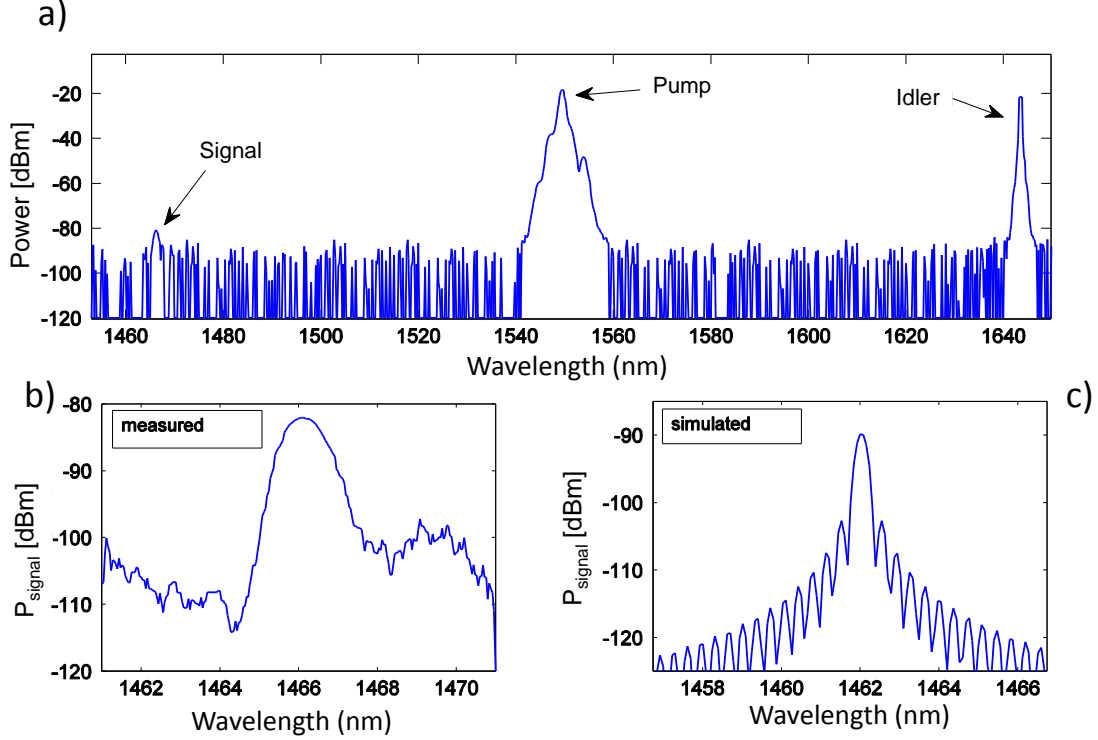 a)
Pump
Idler
Signal
Power [dBm]
-20
-40
-60
-80
-100
-120
1460 1480 1500 1520 1540 1560 1580 1600 1620 1640
Wavelength (nm)
b)
measured
P_signal [dBm]
-80
-90
-100
-110
-120
1462 1464 1466 1468 1470
Wavelength (nm)
c)
simulated
P_signal [dBm]
-90
-100
-110
-120
1458 1460 1462 1464 1466
Wavelength (nm)